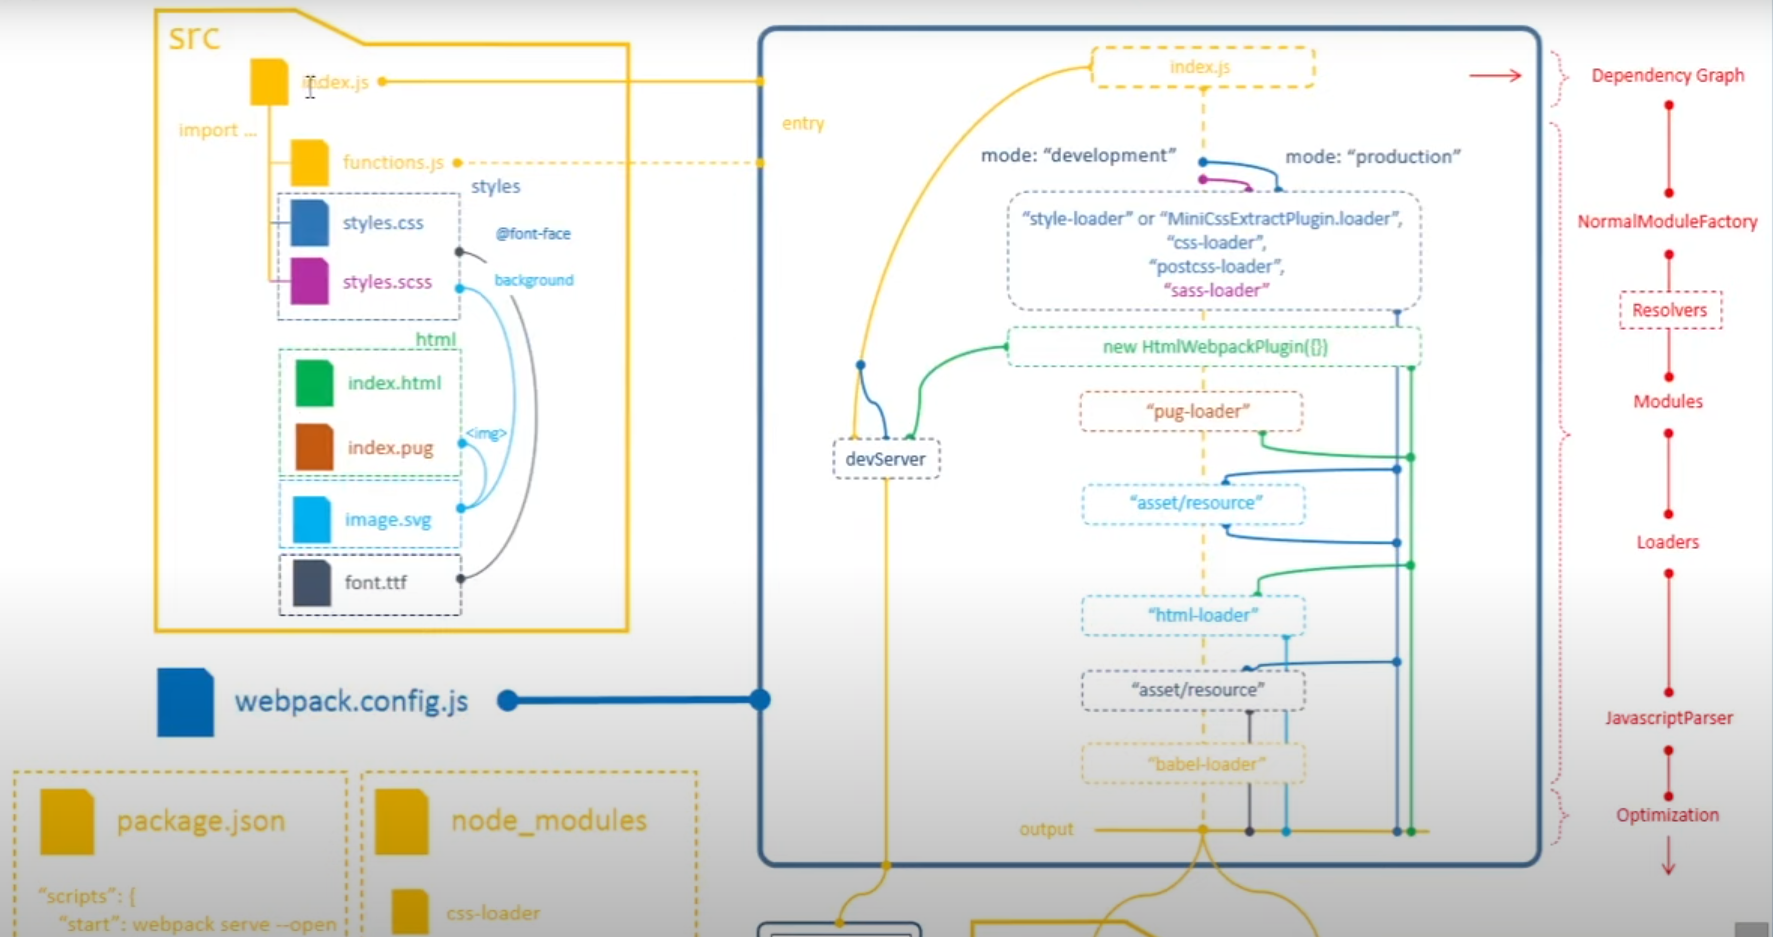 src
index.js
import ...
functions.js
styles
styles.css
@font-face
styles.scss
background
html
index.html
<img>
index.pug
image.svg
font.ttf
webpack.config.js
package.json
"scripts": {
"start": webpack serve --open
node_modules
css-loader
entry
index.js
mode: "development"
mode: "production"
"style-loader" or "MiniCssExtractPlugin.loader",
"css-loader",
"postcss-loader",
"sass-loader"
new HtmlWebpackPlugin({})
"pug-loader"
devServer
"asset/resource"
"html-loader"
"asset/resource"
"babel-loader"
output
Dependency Graph
NormalModuleFactory
Resolvers
Modules
Loaders
JavascriptParser
Optimization